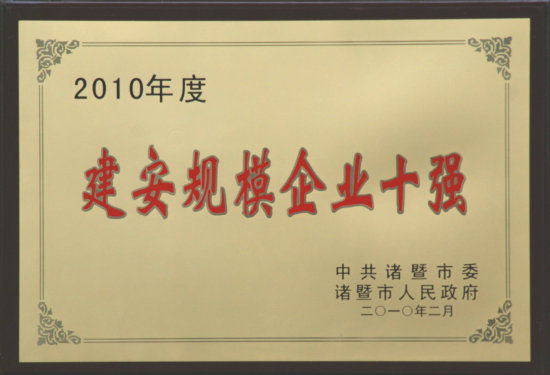 2010年度
建安规模企业十强
中共诸暨市委
诸暨市人民政府
二〇一〇年二月